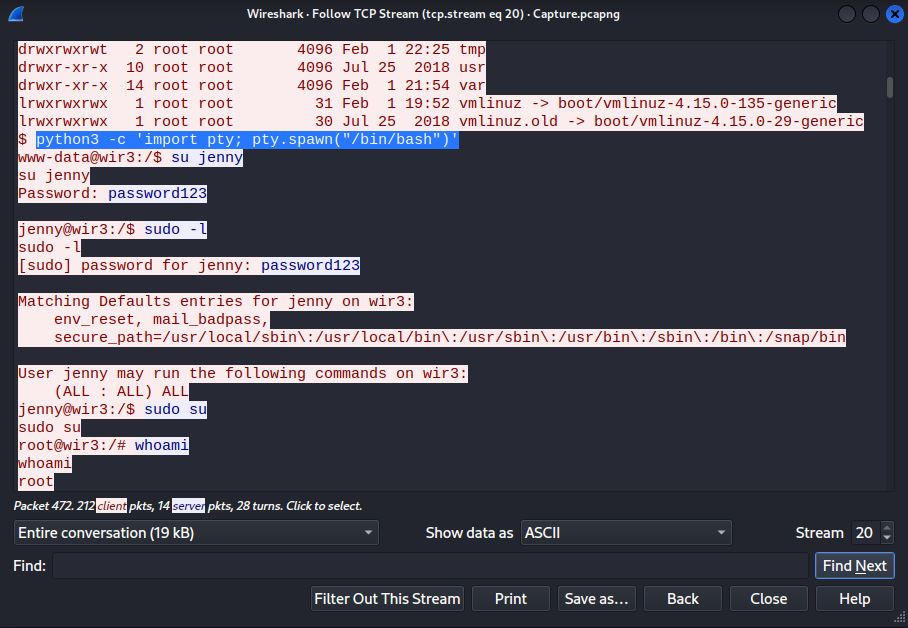 Wireshark · Follow TCP Stream (tcp.stream eq 20) · Capture.pcapng
drwxrwxrwt   2 root root       4096 Feb  1 22:25 tmp
drwxr-xr-x  10 root root       4096 Jul 25  2018 usr
drwxr-xr-x  14 root root       4096 Feb  1 21:54 var
lrwxrwxrwx   1 root root         31 Feb  1 19:52 vmlinuz -> boot/vmlinuz-4.15.0-135-generic
lrwxrwxrwx   1 root root         30 Jul 25  2018 vmlinuz.old -> boot/vmlinuz-4.15.0-29-generic
$ python3 -c 'import pty; pty.spawn("/bin/bash")'
www-data@wir3:/$ su jenny
su jenny
Password: password123
jenny@wir3:/$ sudo -l
sudo -l
[sudo] password for jenny: password123
Matching Defaults entries for jenny on wir3:
    env_reset, mail_badpass,
    secure_path=/usr/local/sbin\:/usr/local/bin\:/usr/sbin\:/usr/bin\:/sbin\:/bin\:/snap/bin
User jenny may run the following commands on wir3:
    (ALL : ALL) ALL
jenny@wir3:/$ sudo su
sudo su
root@wir3:/# whoami
whoami
root
Packet 472. 212 client pkts, 14 server pkts, 28 turns. Click to select.
Entire conversation (19 kB) Show data as ASCII Stream 20
Find: Find Next
Filter Out This Stream Print Save as… Back Close Help